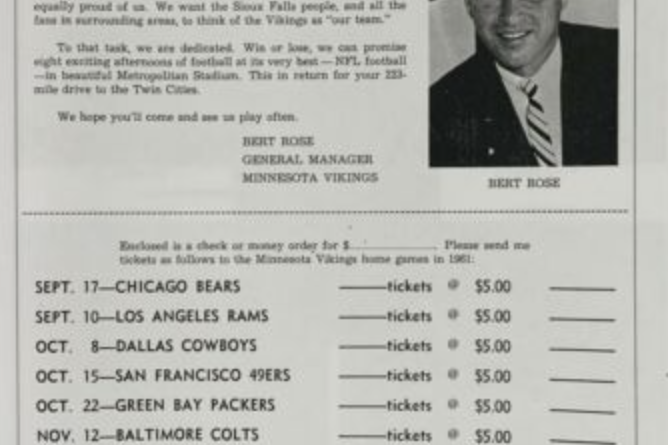 equally proud of us. We want the Sioux Falls people, and all the
fans in surrounding areas, to think of the Vikings as "our team."
To that task, we are dedicated. Win or lose, we can promise
eight exciting afternoons of football at its very best — NFL football
—in beautiful Metropolitan Stadium. This in return for your 223-
mile drive to the Twin Cities.
We hope you'll come and see us play often.
BERT ROSE
GENERAL MANAGER
MINNESOTA VIKINGS
BERT ROSE
Enclosed is a check or money order for $ Please send me
tickets as follows to the Minnesota Vikings home games in 1961:
SEPT. 17—CHICAGO BEARS tickets @ $5.00
SEPT. 10—LOS ANGELES RAMS tickets @ $5.00
OCT. 8—DALLAS COWBOYS tickets @ $5.00
OCT. 15—SAN FRANCISCO 49ERS tickets @ $5.00
OCT. 22—GREEN BAY PACKERS tickets @ $5.00
NOV. 12—BALTIMORE COLTS tickets @ $5.00